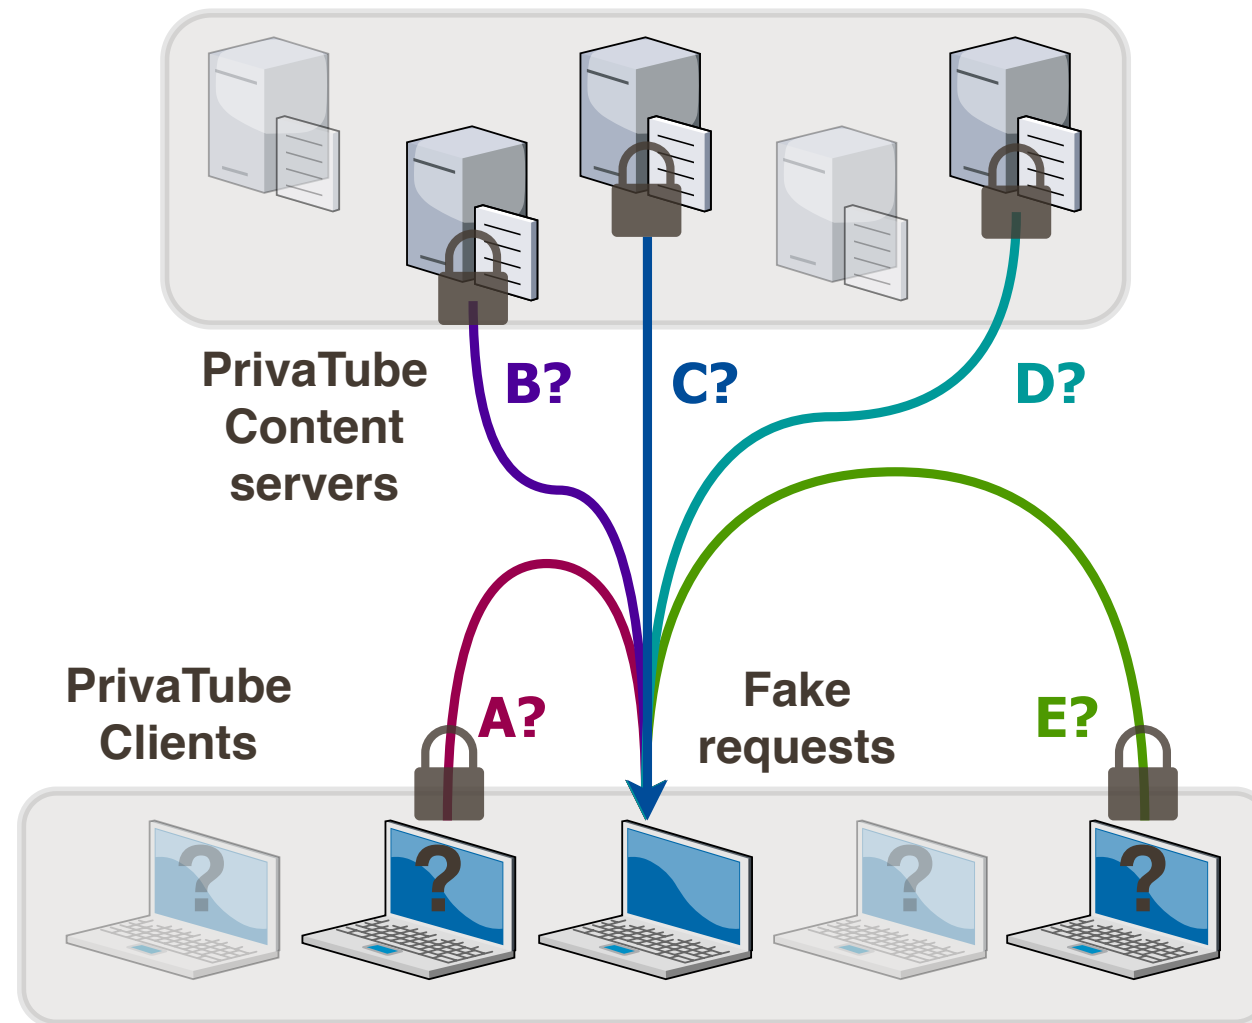 PrivaTube
Content
servers
B?
C?
D?
PrivaTube
Clients
A?
Fake
requests
E?
?
?
?
?